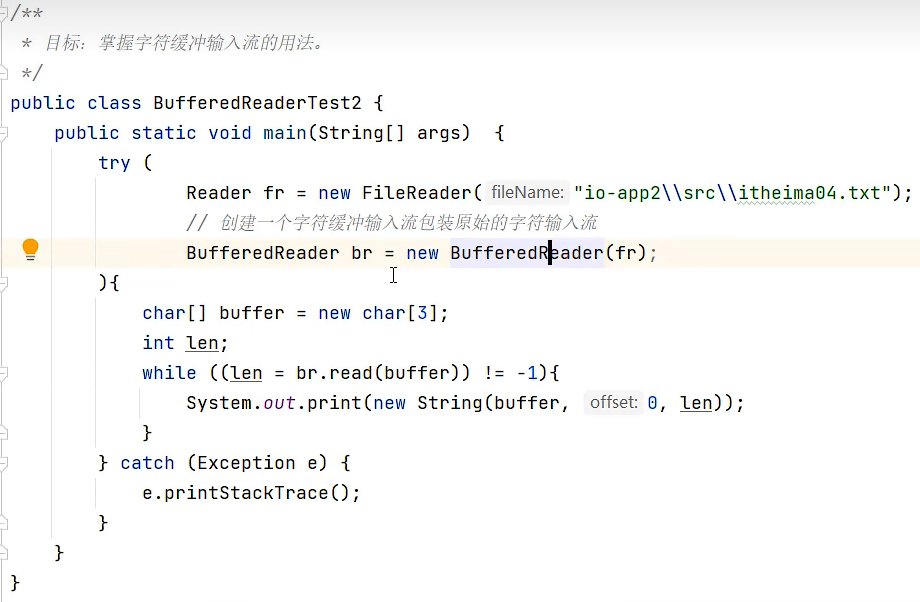 /**
 * 目标：掌握字符缓冲输入流的用法。
 */
public class BufferedReaderTest2 {
    public static void main(String[] args)  {
        try (
                Reader fr = new FileReader( fileName: "io-app2\\src\\itheima04.txt");
                // 创建一个字符缓冲输入流包装原始的字符输入流
                BufferedReader br = new BufferedReader(fr);
        ){
            char[] buffer = new char[3];
            int len;
            while ((len = br.read(buffer)) != -1){
                System.out.print(new String(buffer, offset: 0, len));
            }
        } catch (Exception e) {
            e.printStackTrace();
        }
    }
}